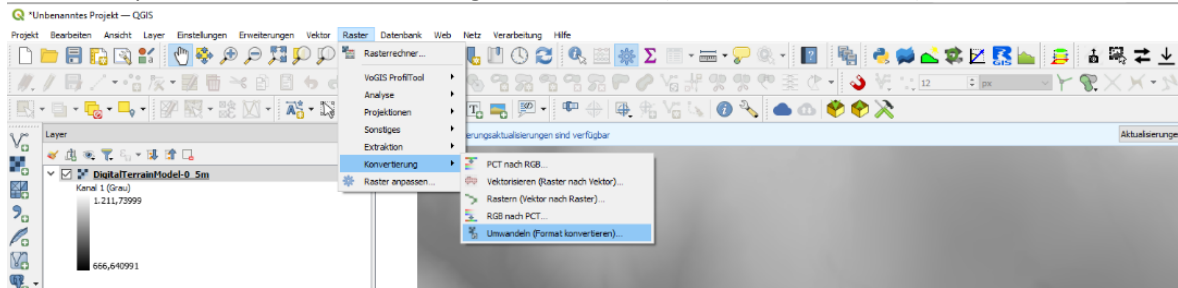 *Unbenanntes Projekt — QGIS
Projekt Bearbeiten Ansicht Layer Einstellungen Erweiterungen Vektor Raster Datenbank Web Netz Verarbeitung Hilfe
Rasterrechner...
VoGIS ProfilTool
Analyse
Projektionen
Sonstiges
Extraktion
Konvertierung
Raster anpassen...
12 px
Layer
erungsaktualisierungen sind verfügbar
Aktualisierunge
DigitalTerrainModel-0_5m
Kanal 1 (Grau)
1.211,73999
666,640991
PCT nach RGB...
Vektorisieren (Raster nach Vektor)...
Rastern (Vektor nach Raster)...
RGB nach PCT...
Umwandeln (Format konvertieren)...